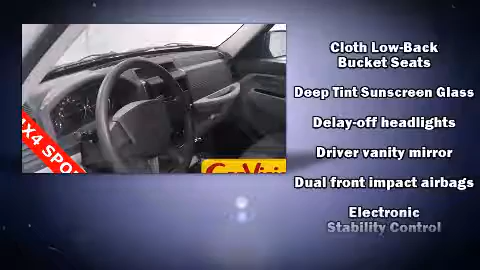 Cloth Low-Back
Bucket Seats
Deep Tint Sunscreen Glass
Delay-off headlights
Driver vanity mirror
Dual front impact airbags
Electronic
Stability Control